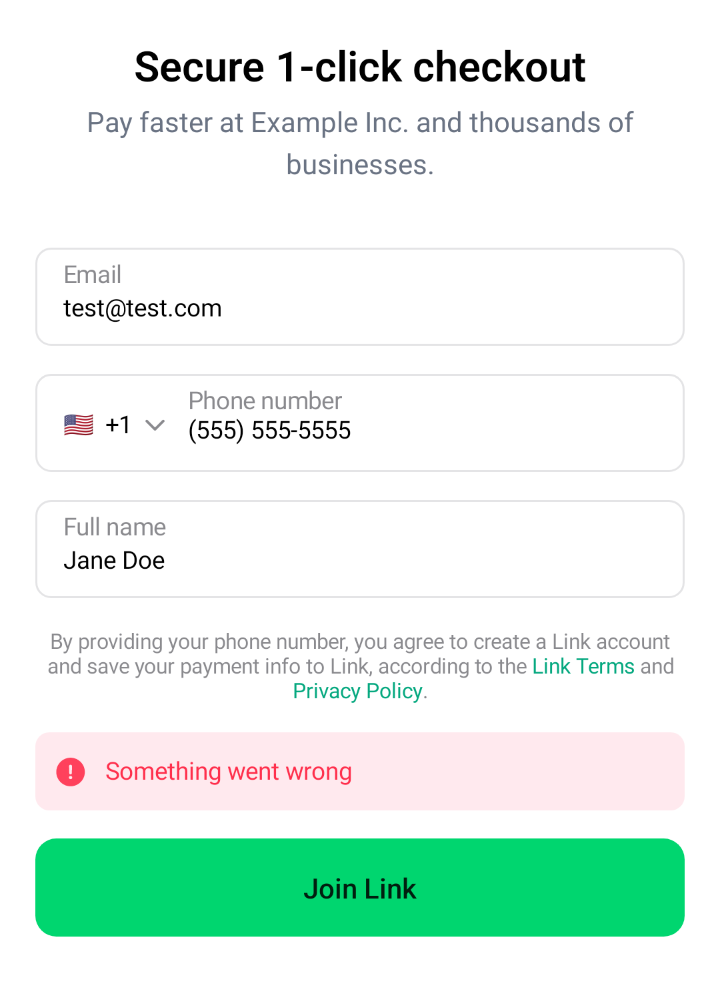 Secure 1-click checkout
Pay faster at Example Inc. and thousands of
businesses.
Email
test@test.com
Phone number
+1 (555) 555-5555
Full name
Jane Doe
By providing your phone number, you agree to create a Link account
and save your payment info to Link, according to the Link Terms and
Privacy Policy.
Something went wrong
Join Link